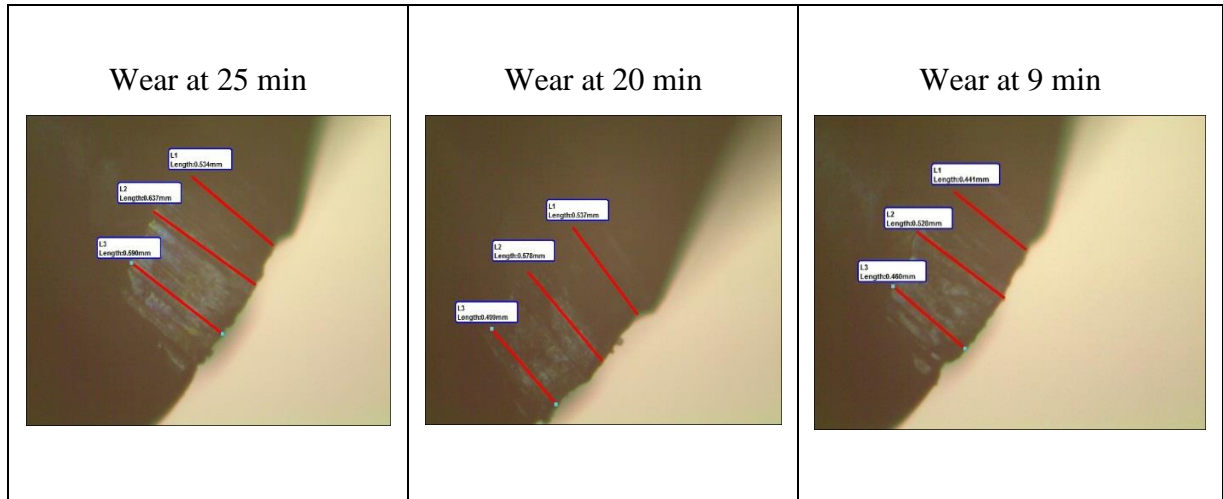 Wear at 25 min
L1
Length:0.534mm
L2
Length:0.637mm
L3
Length:0.590mm
Wear at 20 min
L1
Length:0.537mm
L2
Length:0.578mm
L3
Length:0.499mm
Wear at 9 min
L1
Length:0.441mm
L2
Length:0.528mm
L3
Length:0.460mm